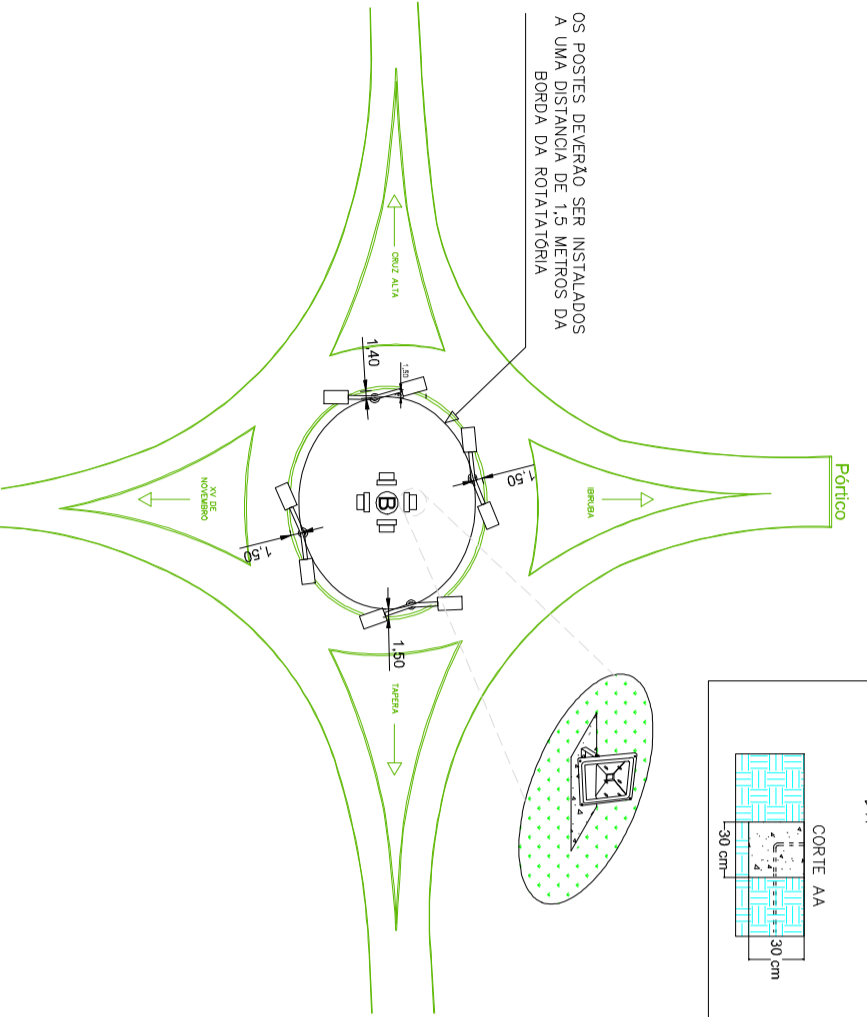 OS POSTES DEVERÃO SER INSTALADOS
A UMA DISTANCIA DE 1,5 METROS DA
BORDA DA ROTATATÓRIA
CRUZ ALTA
1,40
1,50
XV DE
NOVEMBRO
B
1,50
IBIRUBA
Pórtico
1,50
1,50
TAPERA
CORTE AA
30 cm
30 cm